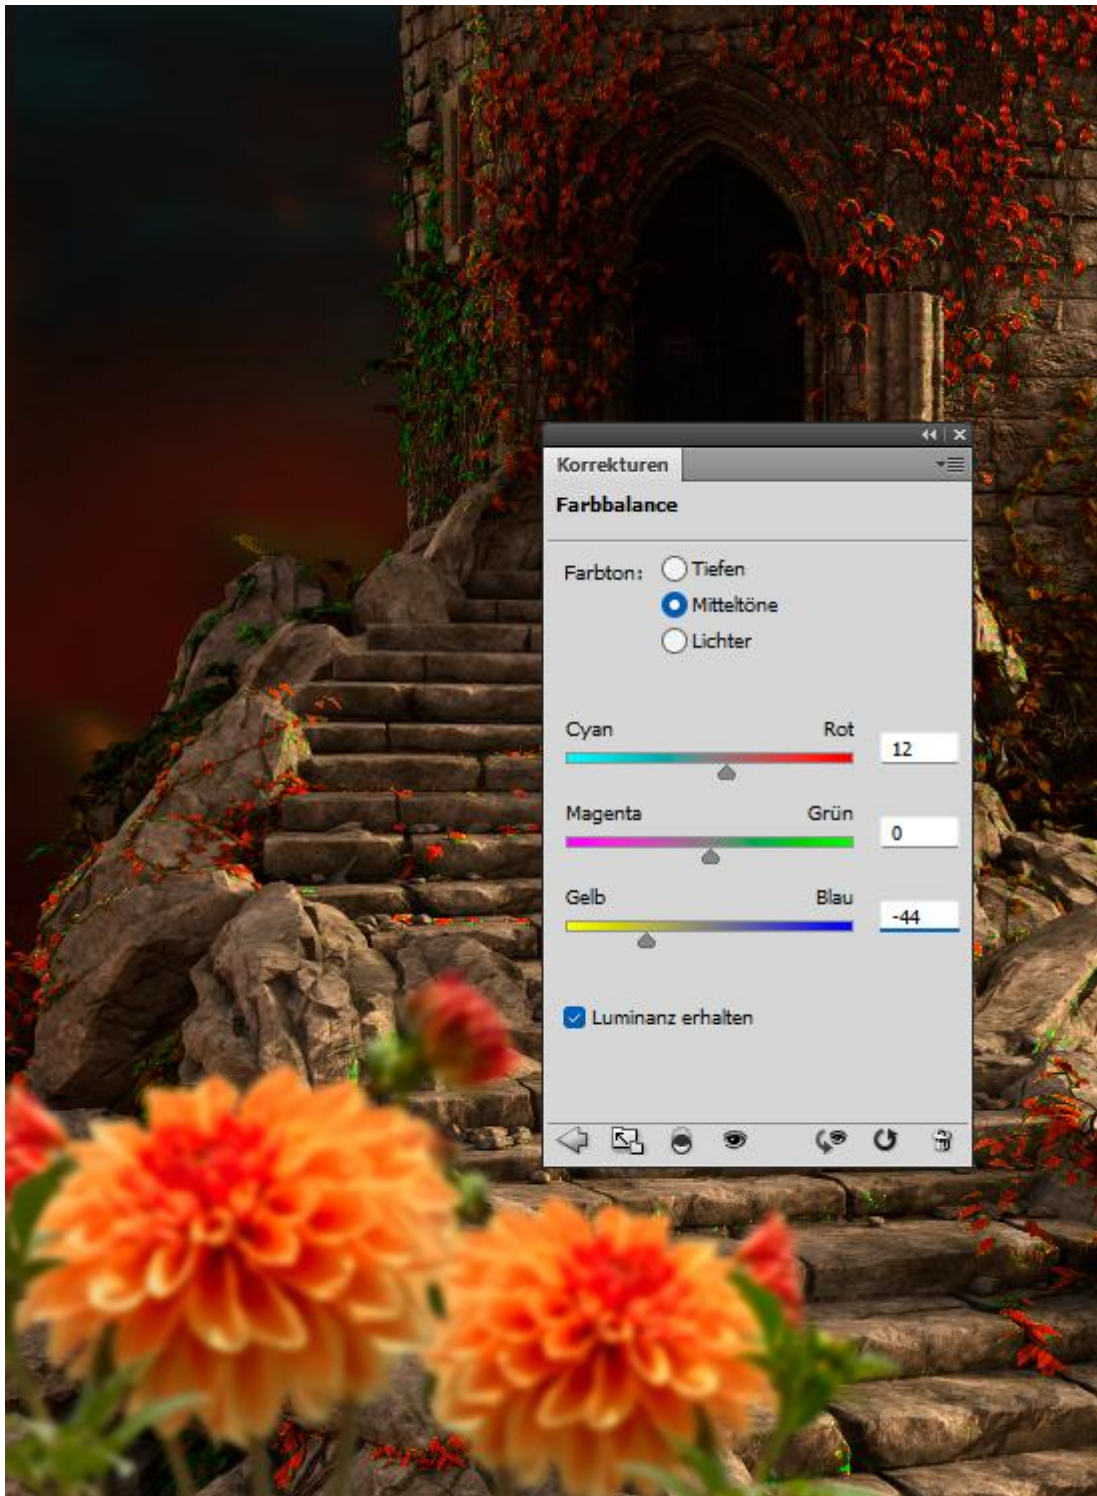 Korrekturen
Farbbalance
Farbton:
Tiefen
Mitteltöne
Lichter
Cyan Rot 12
Magenta Grün 0
Gelb Blau -44
Luminanz erhalten